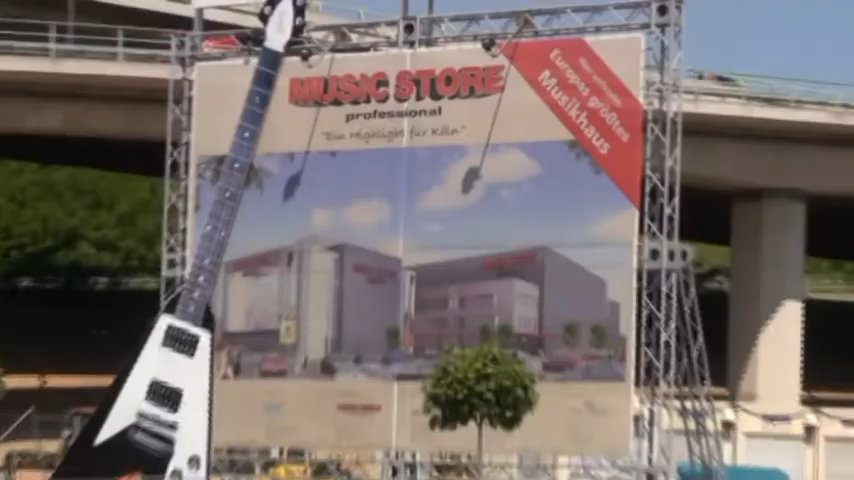 MUSIC STORE
professional
"Ein Highlight für Köln"
Europas größtes
Musikhaus